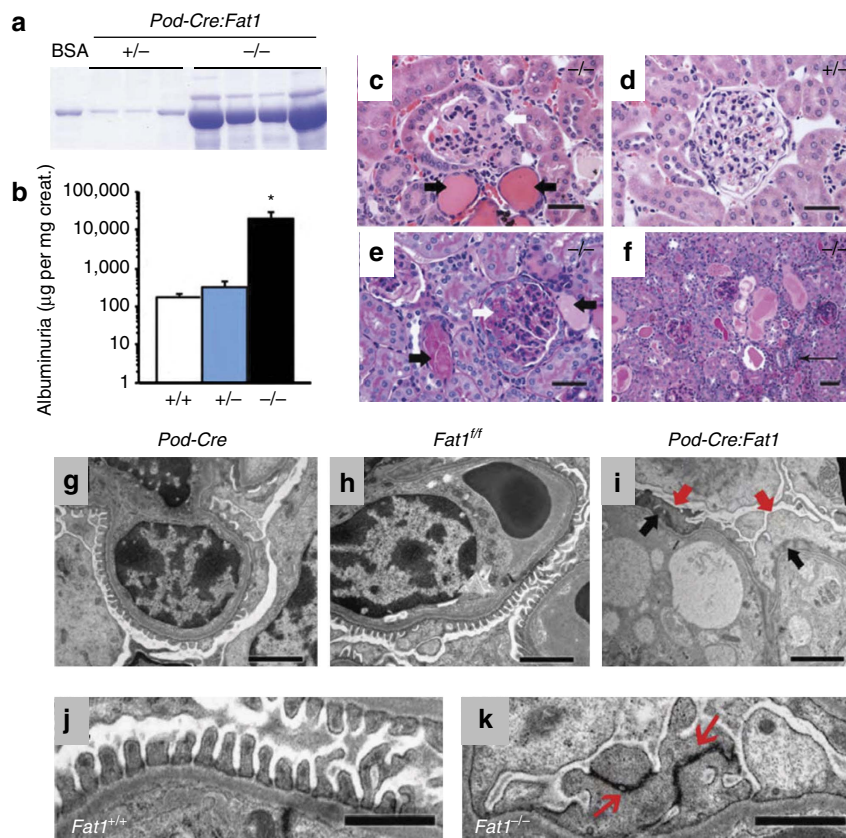 a
Pod-Cre:Fat1
BSA +/– –/–
b
Albuminuria (μg per mg creat.)
100,000
10,000
1,000
100
10
1
*
+/+ +/– –/–
c –/–
d +/–
e –/–
f –/–
Pod-Cre Fat1f/f Pod-Cre:Fat1
g
h
i
j
Fat1+/+
k
Fat1–/–